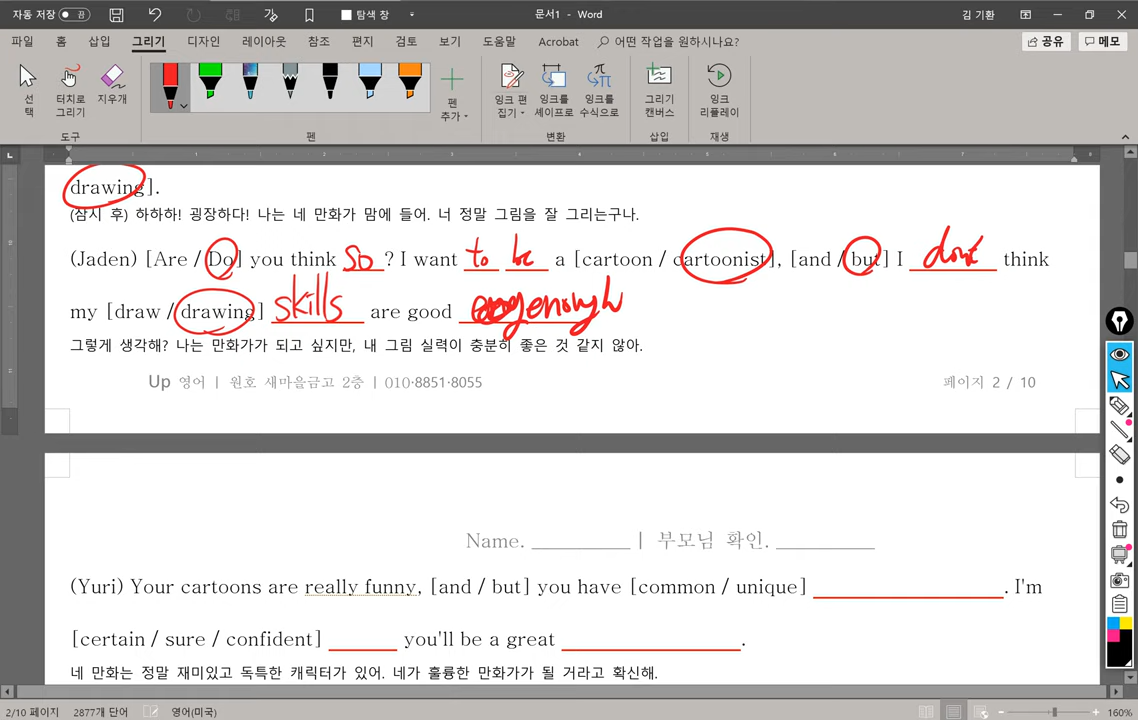 자동 저장 끔 탐색 창 문서1 - Word 김 기환
파일 홈 삽입 그리기 디자인 레이아웃 참조 편지 검토 보기 도움말 Acrobat 어떤 작업을 원하시나요? 공유 메모
선택 터치로 그리기 지우개 펜 추가 잉크 편집기 잉크를 셰이프로 잉크를 수식으로 그리기 캔버스 잉크 리플레이
도구 펜 변환 삽입 재생
drawing].
(잠시 후) 하하하! 굉장하다! 나는 네 만화가 맘에 들어. 너 정말 그림을 잘 그리는구나.
(Jaden) [Are / Do] you think so ? I want to be a [cartoon / cartoonist], [and / but] I don't think
my [draw / drawing] skills are good enough
그렇게 생각해? 나는 만화가가 되고 싶지만, 내 그림 실력이 충분히 좋은 것 같지 않아.
Up 영어 | 원호 새마을금고 2층 | 010·8851·8055 페이지 2 / 10
Name. __________ | 부모님 확인. __________
(Yuri) Your cartoons are really funny, [and / but] you have [common / unique] __________. I'm
[certain / sure / confident] ______ you'll be a great __________.
네 만화는 정말 재미있고 독특한 캐릭터가 있어. 네가 훌륭한 만화가가 될 거라고 확신해.
2/10 페이지 2877개 단어 영어(미국) 160%